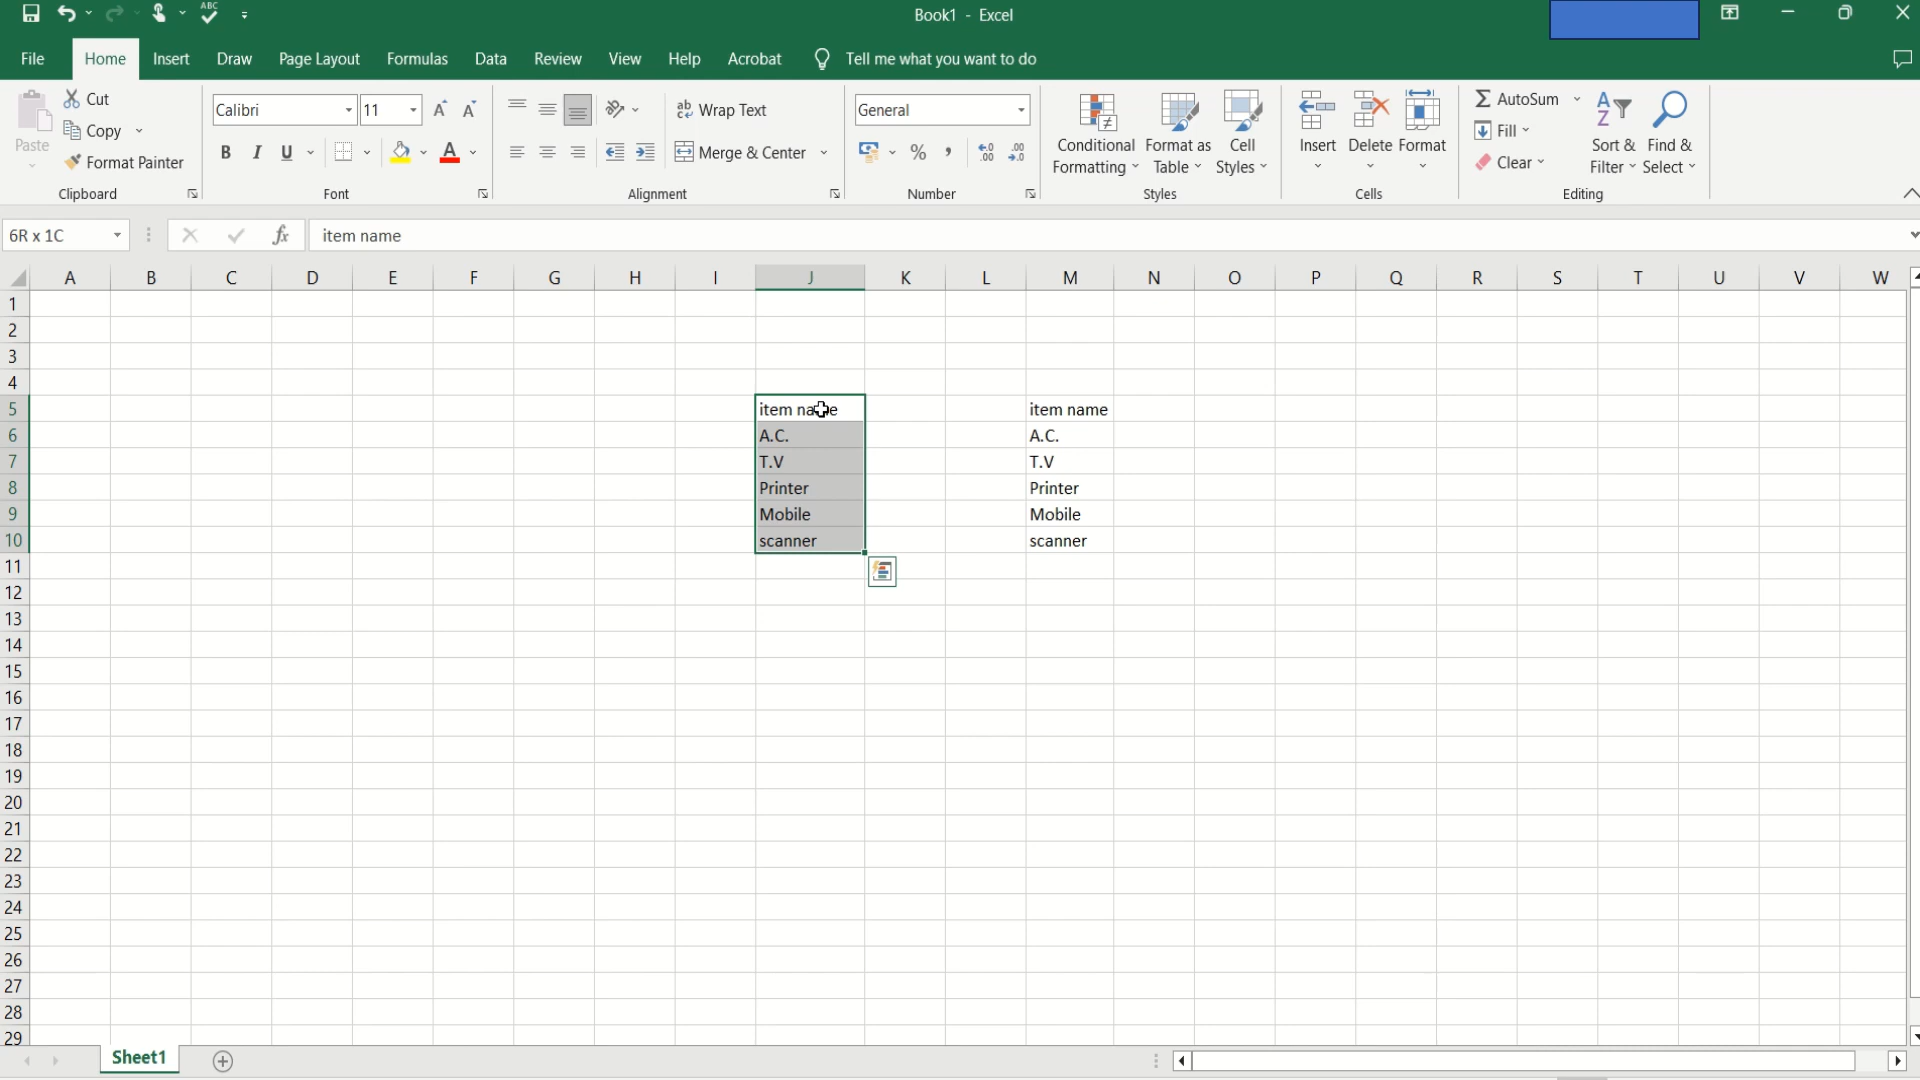 ABC
Book1 - Excel
File Home Insert Draw Page Layout Formulas Data Review View Help Acrobat Tell me what you want to do
Paste
Cut
Copy
Format Painter
Clipboard
Calibri 11
B I U A
Font
ab Wrap Text
Merge & Center
Alignment
General
% ,
Number
Conditional Formatting
Format as Table
Cell Styles
Styles
Insert Delete Format
Cells
AutoSum
Fill
Clear
Sort & Filter
Find & Select
Editing
6R x 1C fx item name
A B C D E F G H I J K L M N O P Q R S T U V W
1
2
3
4
5 item name item name
6 A.C. A.C.
7 T.V T.V
8 Printer Printer
9 Mobile Mobile
10 scanner scanner
11
12
13
14
15
16
17
18
19
20
21
22
23
24
25
26
27
28
29
Sheet1